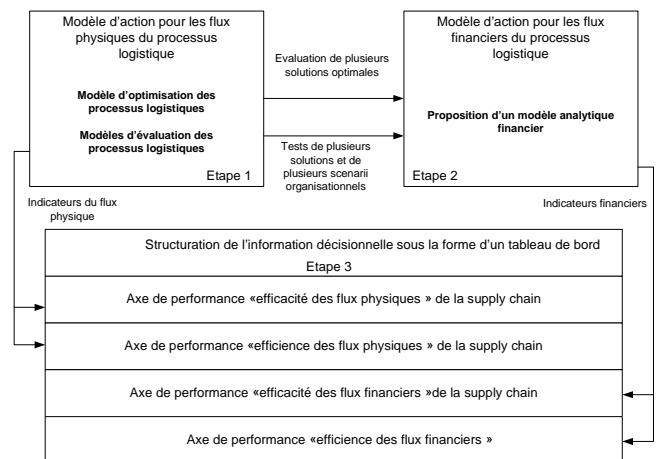 Modèle d'action pour les flux
physiques du processus
logistique
Modèle d'optimisation des
processus logistiques
Modèles d'évaluation des
processus logistiques
Etape 1
Evaluation de plusieurs
solutions optimales
Tests de plusieurs
solutions et de
plusieurs scenarii
organisationnels
Modèle d'action pour les flux
financiers du processus
logistique
Proposition d'un modèle analytique
financier
Etape 2
Indicateurs du flux
physique
Indicateurs financiers
Structuration de l'information décisionnelle sous la forme d'un tableau de bord
Etape 3
Axe de performance «efficacité des flux physiques » de la supply chain
Axe de performance «efficience des flux physiques » de la supply chain
Axe de performance «efficacité des flux financiers »de la supply chain
Axe de performance «efficience des flux financiers »